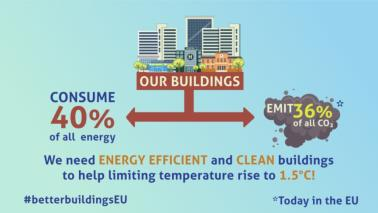 OUR BUILDINGS
CONSUME
40%
of all energy
EMIT 36%*
of all CO₂
We need ENERGY EFFICIENT and CLEAN buildings
to help limiting temperature rise to 1.5°C!
#betterbuildingsEU
*Today in the EU